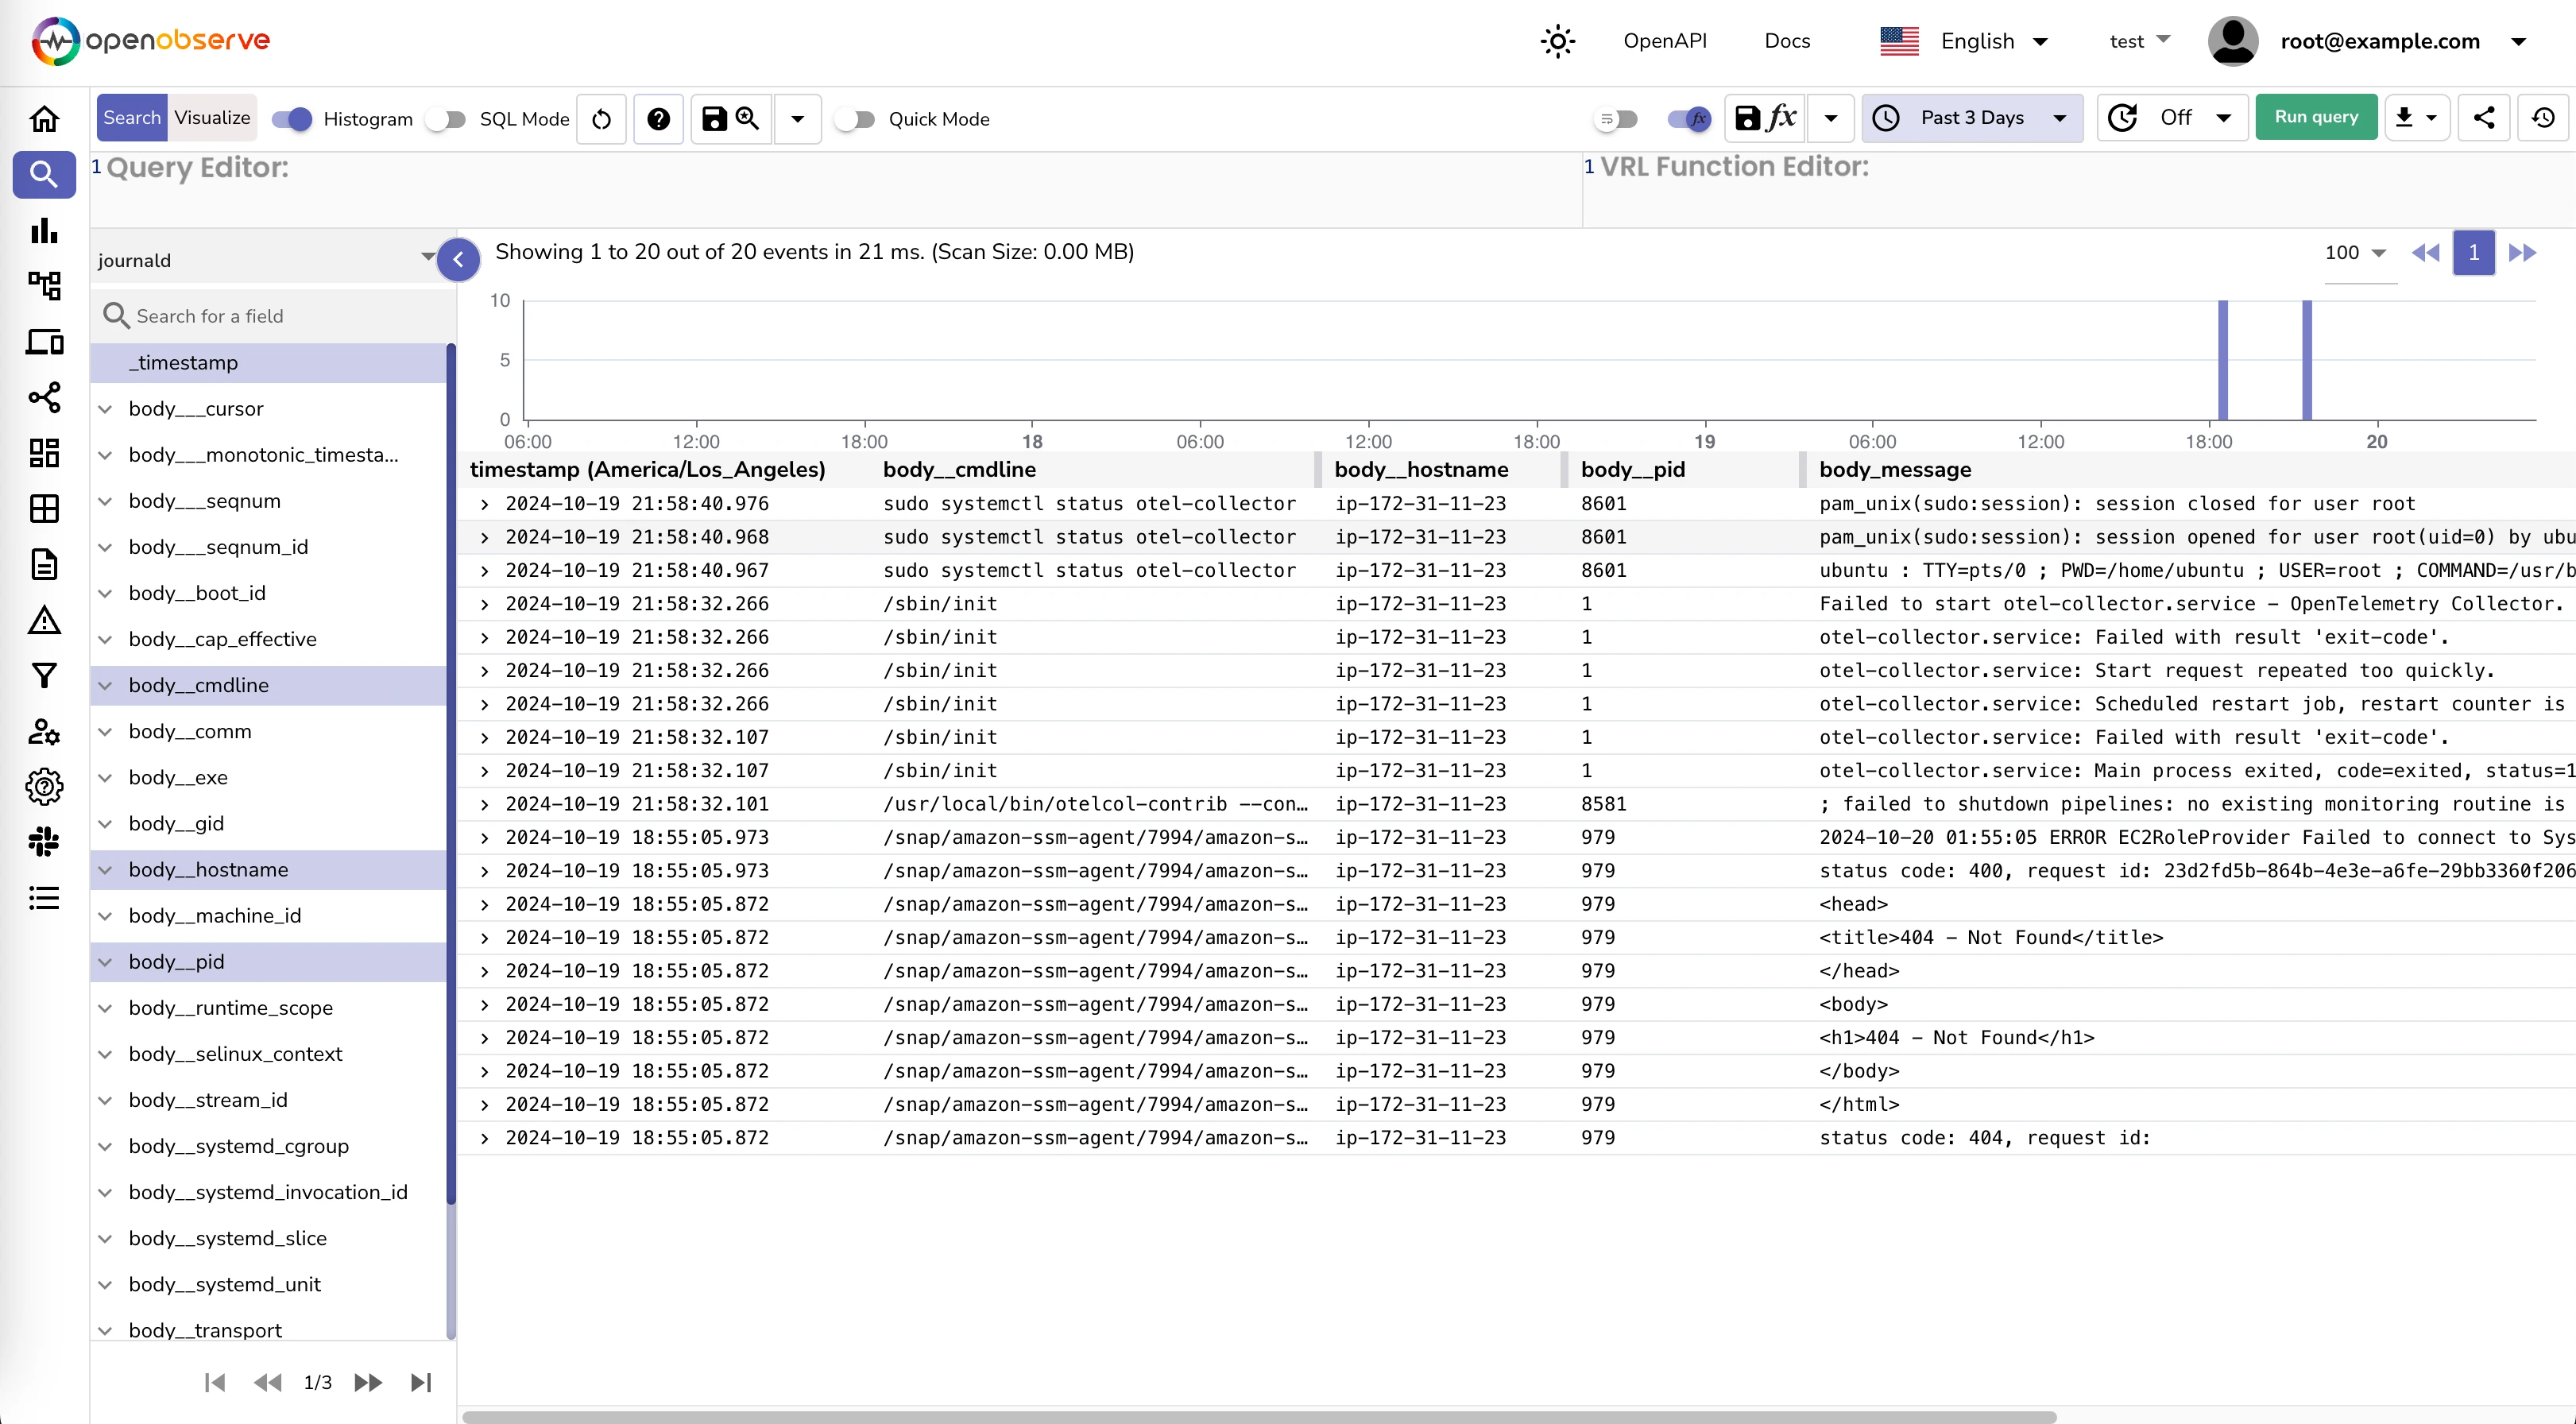 openobserve
OpenAPI Docs English test root@example.com
Search Visualize Histogram SQL Mode Quick Mode fx fx Past 3 Days Off Run query
1 Query Editor:
1 VRL Function Editor:
journald
Search for a field
_timestamp
body___cursor
body___monotonic_timesta...
body___seqnum
body___seqnum_id
body__boot_id
body__cap_effective
body__cmdline
body__comm
body__exe
body__gid
body__hostname
body__machine_id
body__pid
body__runtime_scope
body__selinux_context
body__stream_id
body__systemd_cgroup
body__systemd_invocation_id
body__systemd_slice
body__systemd_unit
body__transport
1/3
Showing 1 to 20 out of 20 events in 21 ms. (Scan Size: 0.00 MB)
100 1
10
5
0
06:00 12:00 18:00 18 06:00 12:00 18:00 19 06:00 12:00 18:00 20
timestamp (America/Los_Angeles) body__cmdline body__hostname body__pid body_message
2024-10-19 21:58:40.976 sudo systemctl status otel-collector ip-172-31-11-23 8601 pam_unix(sudo:session): session closed for user root
2024-10-19 21:58:40.968 sudo systemctl status otel-collector ip-172-31-11-23 8601 pam_unix(sudo:session): session opened for user root(uid=0) by ubu
2024-10-19 21:58:40.967 sudo systemctl status otel-collector ip-172-31-11-23 8601 ubuntu : TTY=pts/0 ; PWD=/home/ubuntu ; USER=root ; COMMAND=/usr/b
2024-10-19 21:58:32.266 /sbin/init ip-172-31-11-23 1 Failed to start otel-collector.service - OpenTelemetry Collector.
2024-10-19 21:58:32.266 /sbin/init ip-172-31-11-23 1 otel-collector.service: Failed with result 'exit-code'.
2024-10-19 21:58:32.266 /sbin/init ip-172-31-11-23 1 otel-collector.service: Start request repeated too quickly.
2024-10-19 21:58:32.266 /sbin/init ip-172-31-11-23 1 otel-collector.service: Scheduled restart job, restart counter is
2024-10-19 21:58:32.107 /sbin/init ip-172-31-11-23 1 otel-collector.service: Failed with result 'exit-code'.
2024-10-19 21:58:32.107 /sbin/init ip-172-31-11-23 1 otel-collector.service: Main process exited, code=exited, status=1
2024-10-19 21:58:32.101 /usr/local/bin/otelcol-contrib --con… ip-172-31-11-23 8581 ; failed to shutdown pipelines: no existing monitoring routine is
2024-10-19 18:55:05.973 /snap/amazon-ssm-agent/7994/amazon-s… ip-172-31-11-23 979 2024-10-20 01:55:05 ERROR EC2RoleProvider Failed to connect to Sys
2024-10-19 18:55:05.973 /snap/amazon-ssm-agent/7994/amazon-s… ip-172-31-11-23 979 status code: 400, request id: 23d2fd5b-864b-4e3e-a6fe-29bb3360f206
2024-10-19 18:55:05.872 /snap/amazon-ssm-agent/7994/amazon-s… ip-172-31-11-23 979 <head>
2024-10-19 18:55:05.872 /snap/amazon-ssm-agent/7994/amazon-s… ip-172-31-11-23 979 <title>404 - Not Found</title>
2024-10-19 18:55:05.872 /snap/amazon-ssm-agent/7994/amazon-s… ip-172-31-11-23 979 </head>
2024-10-19 18:55:05.872 /snap/amazon-ssm-agent/7994/amazon-s… ip-172-31-11-23 979 <body>
2024-10-19 18:55:05.872 /snap/amazon-ssm-agent/7994/amazon-s… ip-172-31-11-23 979 <h1>404 - Not Found</h1>
2024-10-19 18:55:05.872 /snap/amazon-ssm-agent/7994/amazon-s… ip-172-31-11-23 979 </body>
2024-10-19 18:55:05.872 /snap/amazon-ssm-agent/7994/amazon-s… ip-172-31-11-23 979 </html>
2024-10-19 18:55:05.872 /snap/amazon-ssm-agent/7994/amazon-s… ip-172-31-11-23 979 status code: 404, request id: